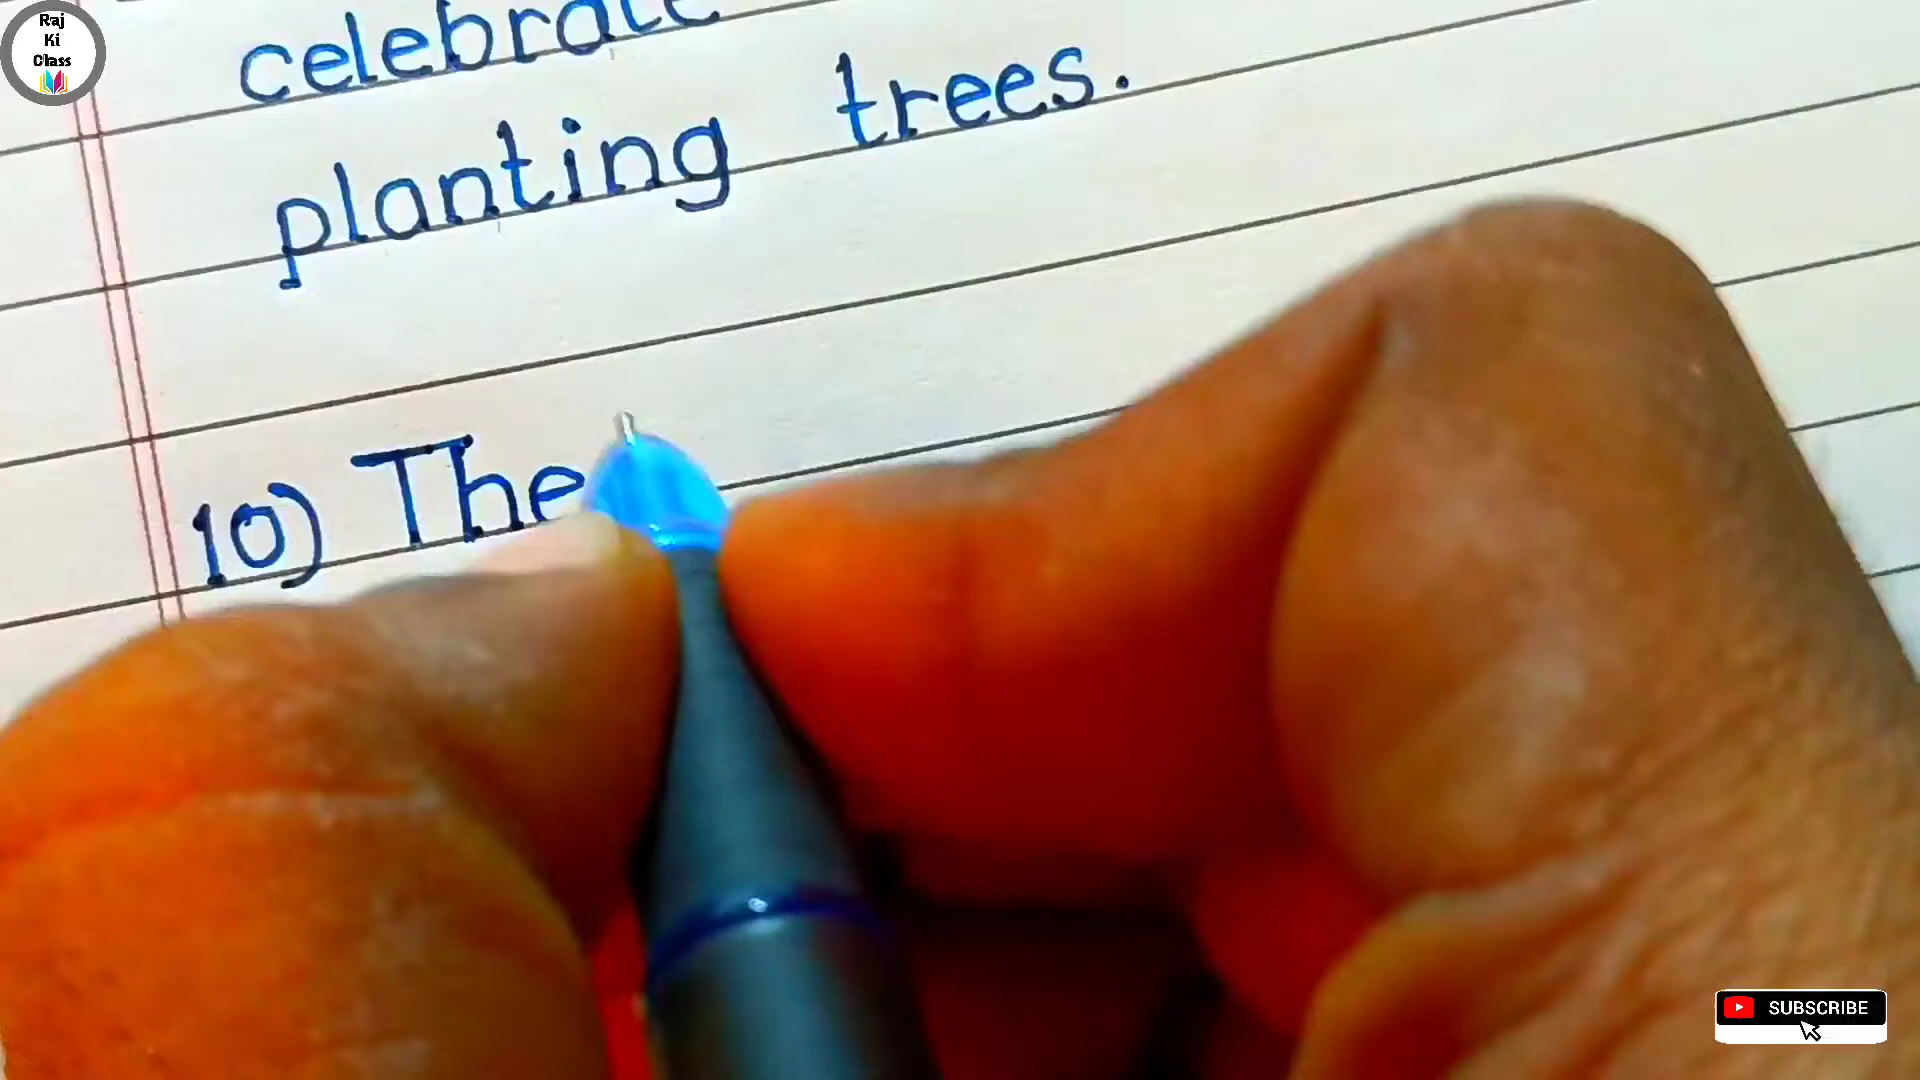 Raj
Ki
Class
celebrate
planting trees.
10) The
SUBSCRIBE